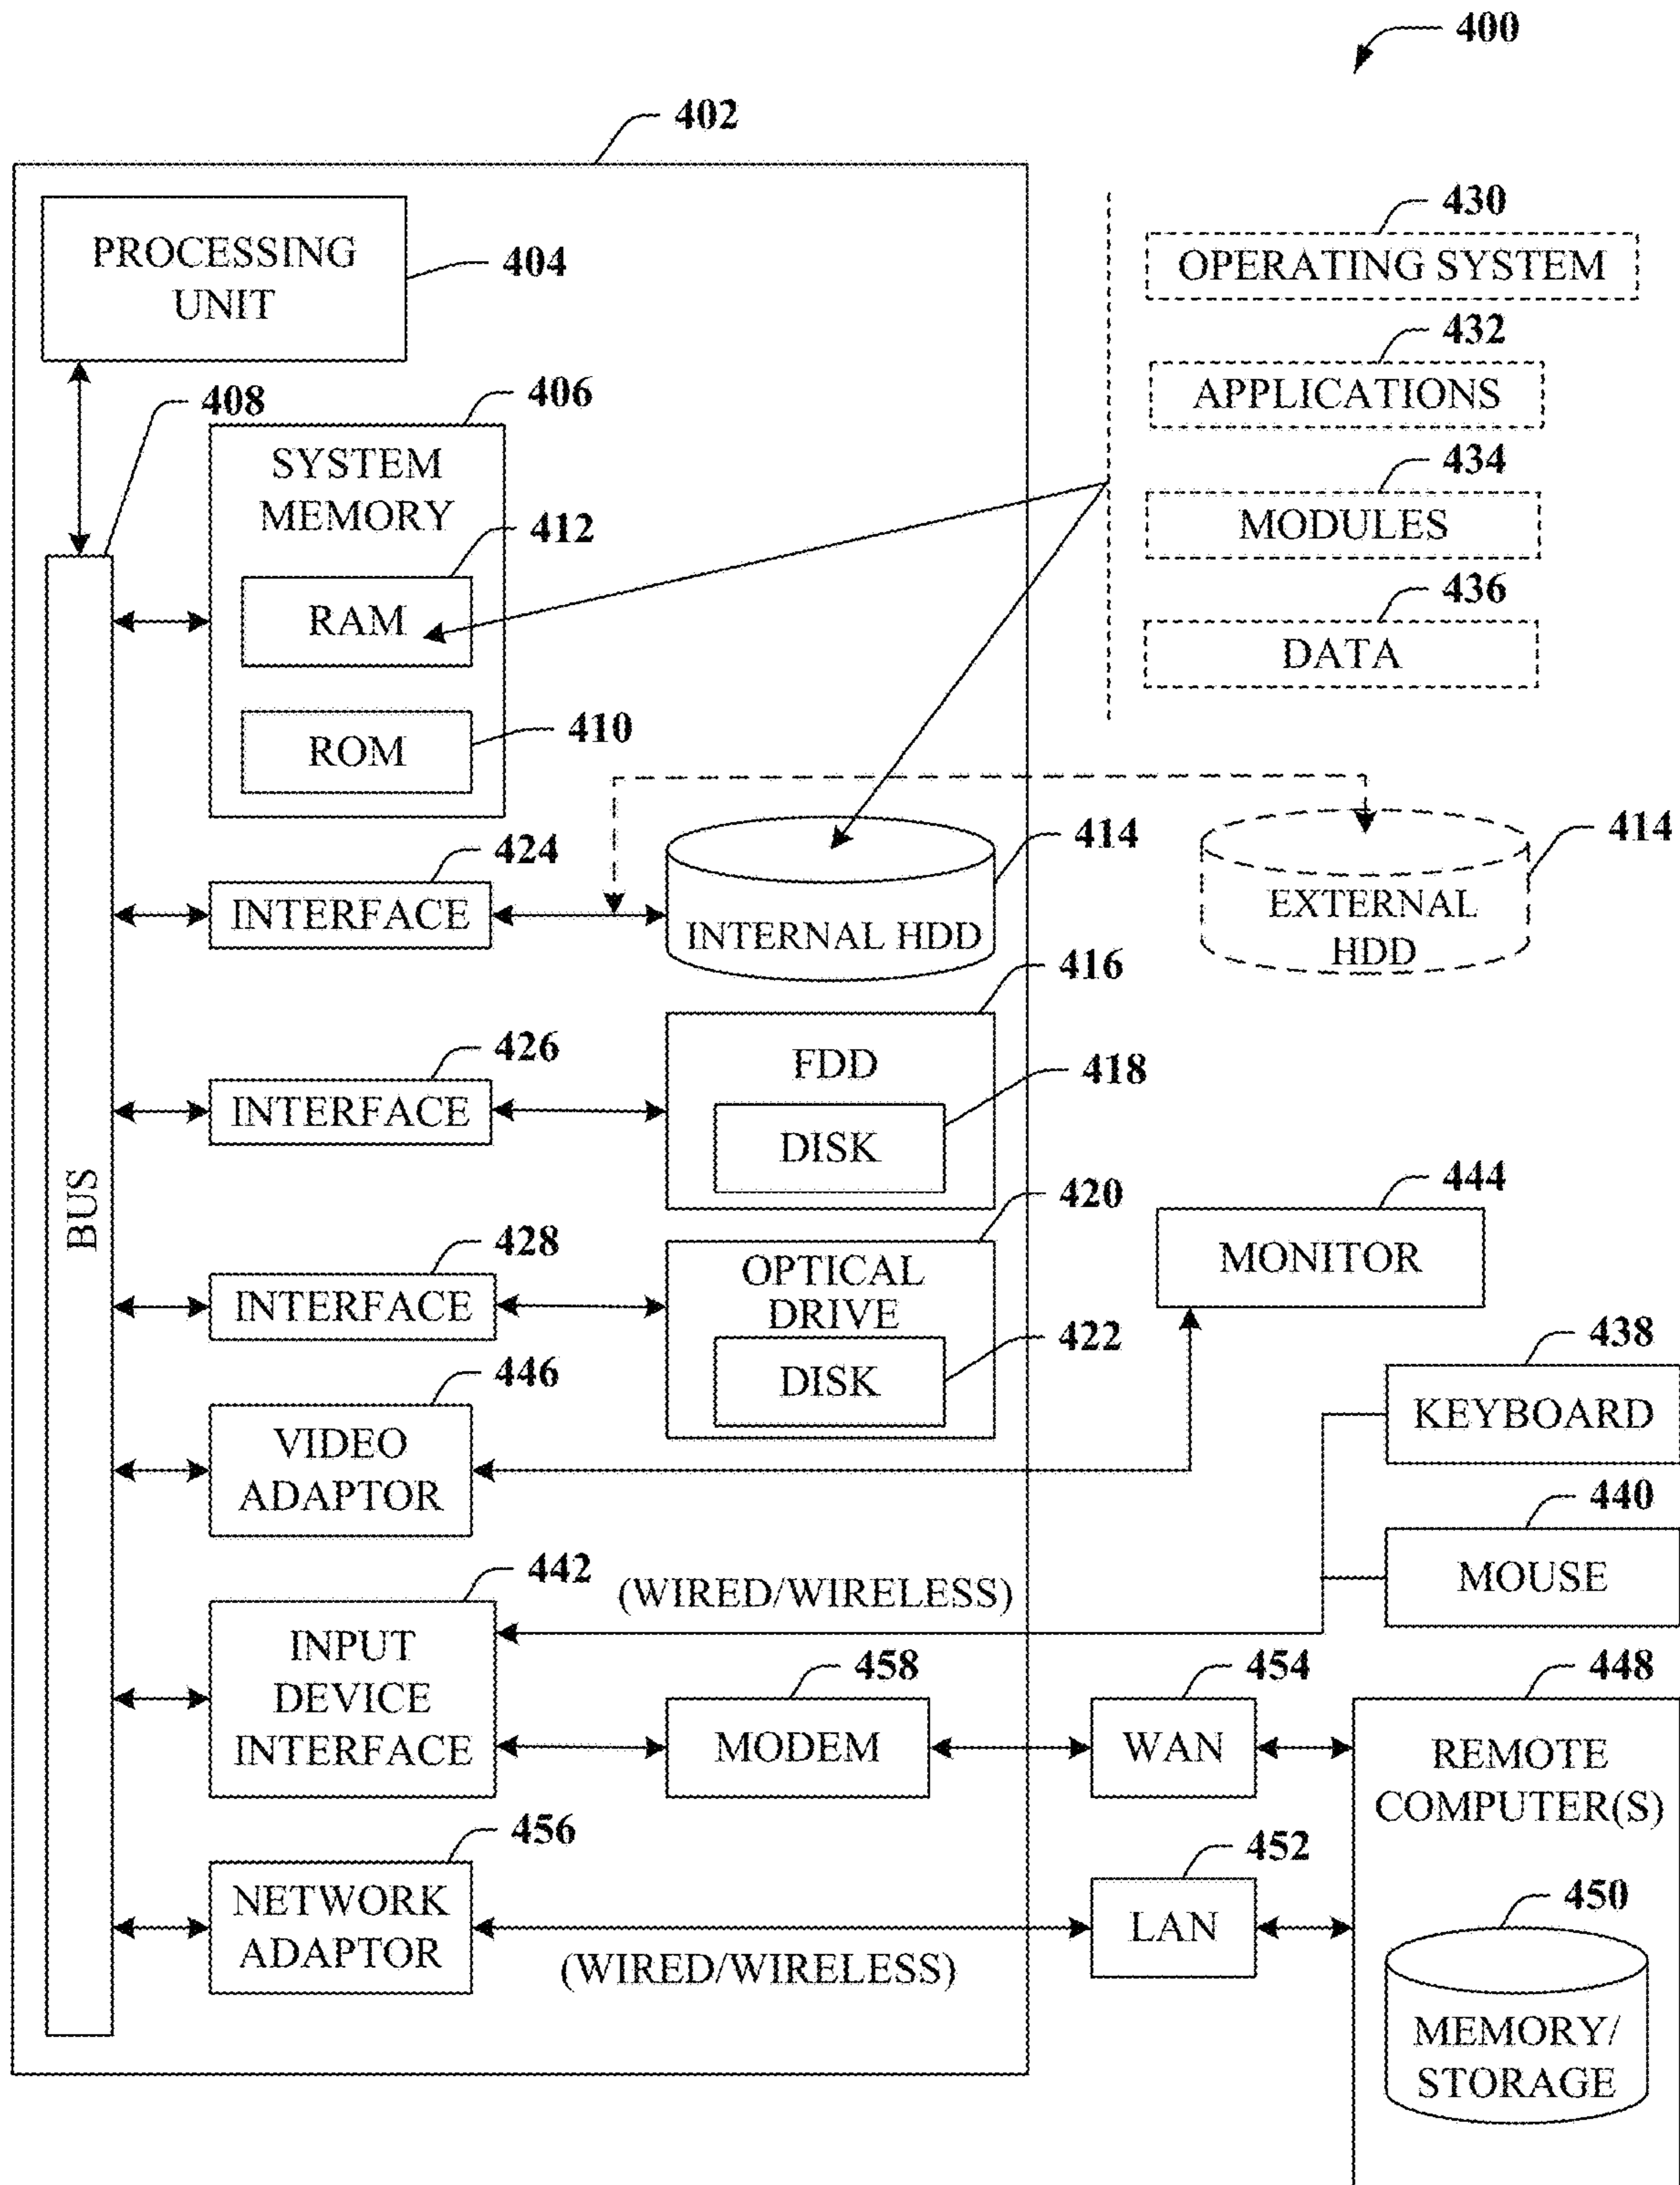 400
402
PROCESSING
UNIT
404
430
OPERATING SYSTEM
432
APPLICATIONS
434
MODULES
436
DATA
408
406
SYSTEM
MEMORY
412
RAM
410
ROM
424
INTERFACE
414
INTERNAL HDD
414
EXTERNAL
HDD
416
FDD
426
INTERFACE
418
DISK
BUS
420
OPTICAL
DRIVE
428
INTERFACE
422
DISK
444
MONITOR
438
KEYBOARD
446
VIDEO
ADAPTOR
440
MOUSE
442
(WIRED/WIRELESS)
INPUT
DEVICE
INTERFACE
458
MODEM
454
WAN
448
REMOTE
COMPUTER(S)
456
NETWORK
ADAPTOR
(WIRED/WIRELESS)
452
LAN
450
MEMORY/
STORAGE